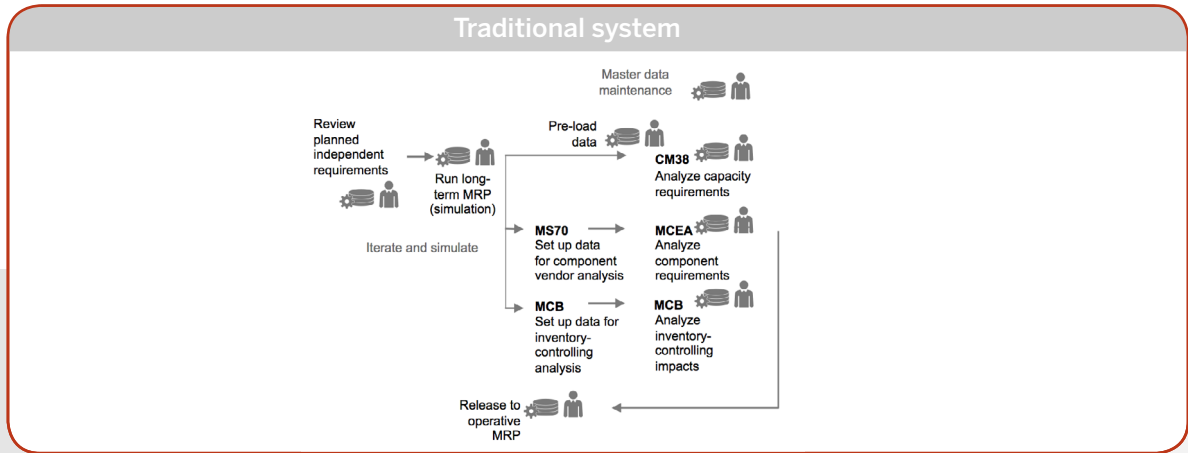 Traditional system
Master data
maintenance
Review
planned
independent
requirements
Pre-load
data
Run long-
term MRP
(simulation)
CM38
Analyze capacity
requirements
Iterate and simulate
MS70
Set up data
for component
vendor analysis
MCEA
Analyze
component
requirements
MCB
Set up data for
inventory-
controlling
analysis
MCB
Analyze
inventory-
controlling
impacts
Release to
operative
MRP